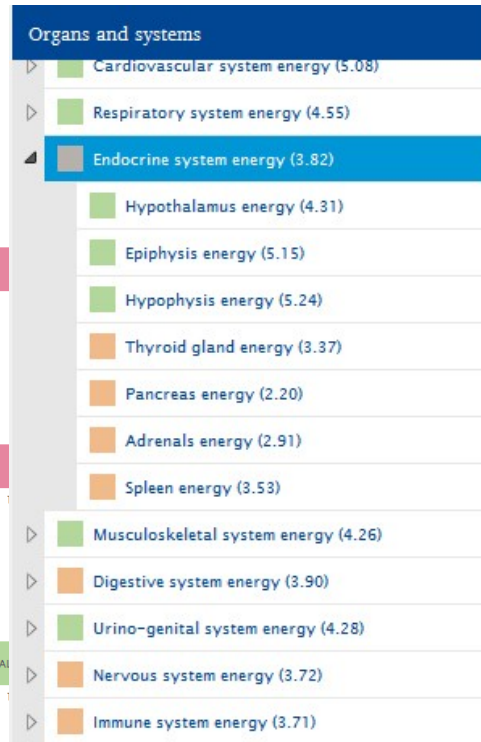 Organs and systems
Cardiovascular system energy (5.08)
Respiratory system energy (4.55)
Endocrine system energy (3.82)
Hypothalamus energy (4.31)
Epiphysis energy (5.15)
Hypophysis energy (5.24)
Thyroid gland energy (3.37)
Pancreas energy (2.20)
Adrenals energy (2.91)
Spleen energy (3.53)
Musculoskeletal system energy (4.26)
Digestive system energy (3.90)
Urino-genital system energy (4.28)
Nervous system energy (3.72)
Immune system energy (3.71)